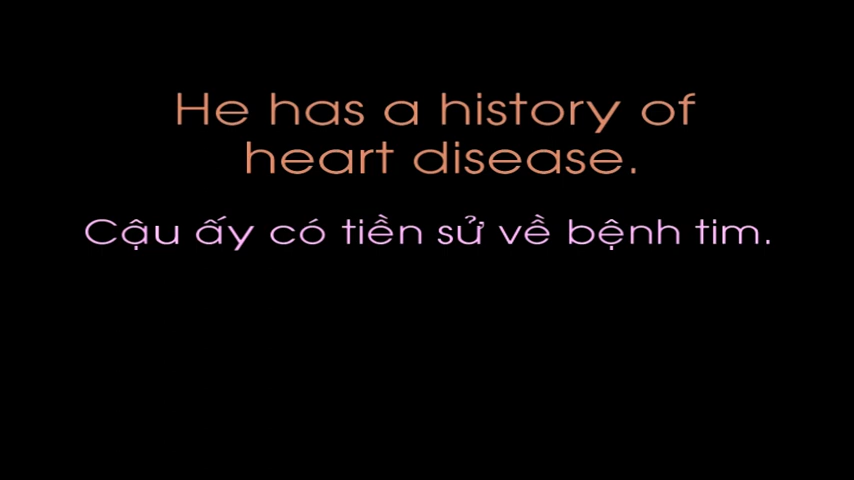 He has a history of
heart disease.
Cậu ấy có tiền sử về bệnh tim.